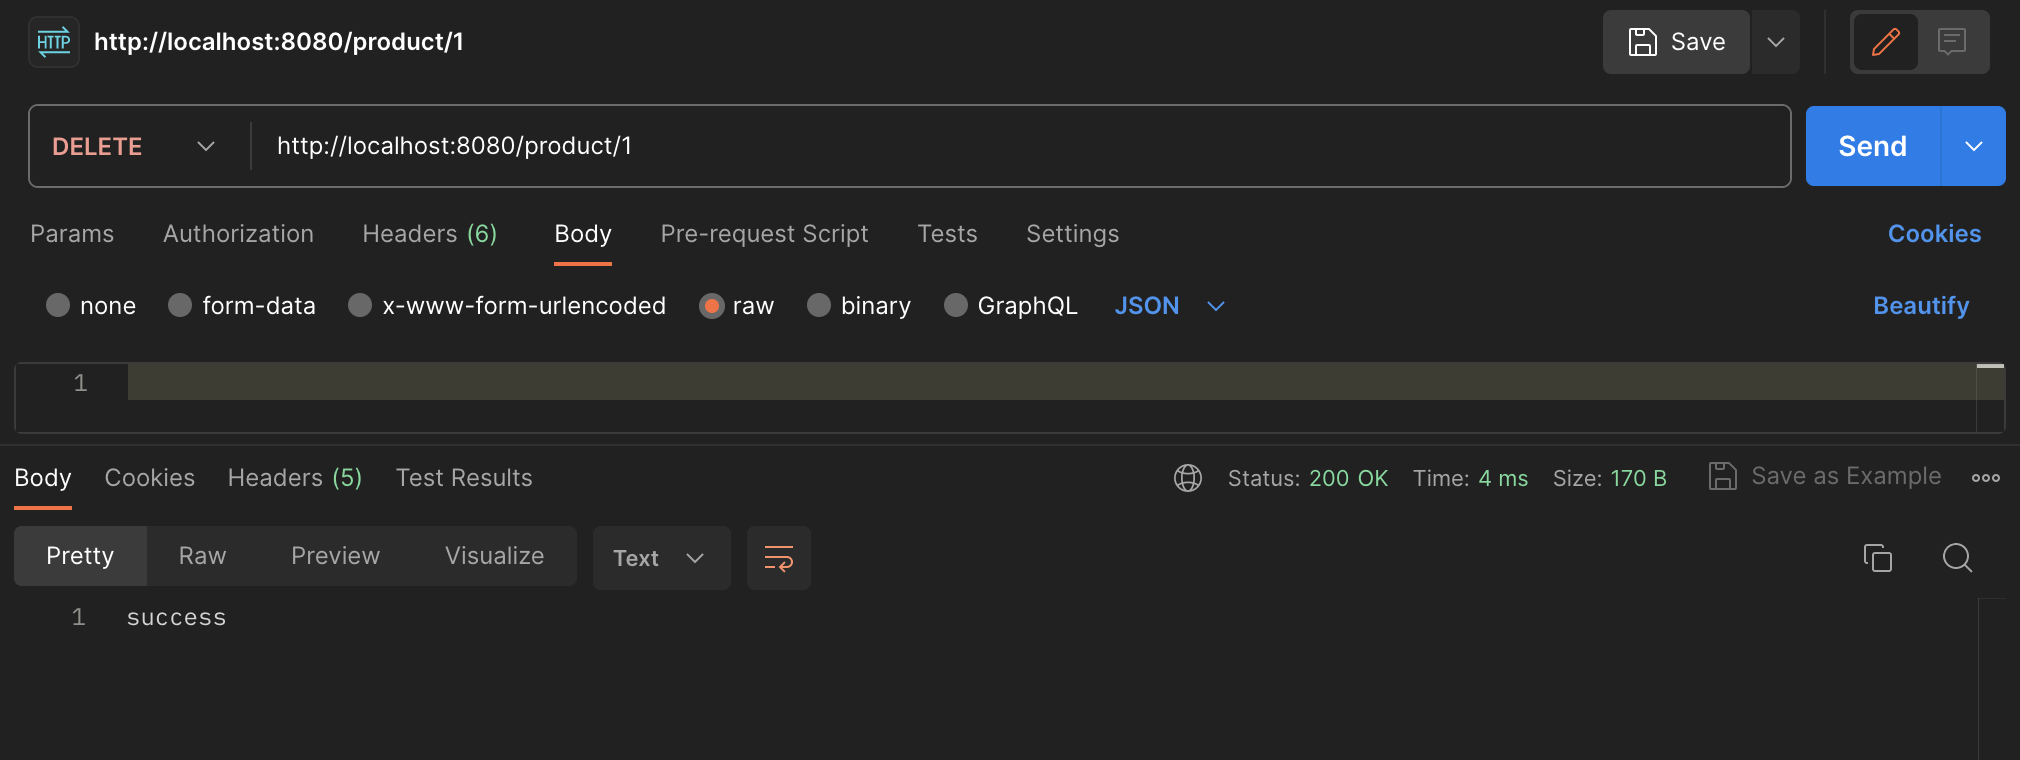 HTTP http://localhost:8080/product/1 Save
DELETE http://localhost:8080/product/1 Send
Params Authorization Headers (6) Body Pre-request Script Tests Settings Cookies
none form-data x-www-form-urlencoded raw binary GraphQL JSON Beautify
1
Body Cookies Headers (5) Test Results Status: 200 OK Time: 4 ms Size: 170 B Save as Example
Pretty Raw Preview Visualize Text
1 success